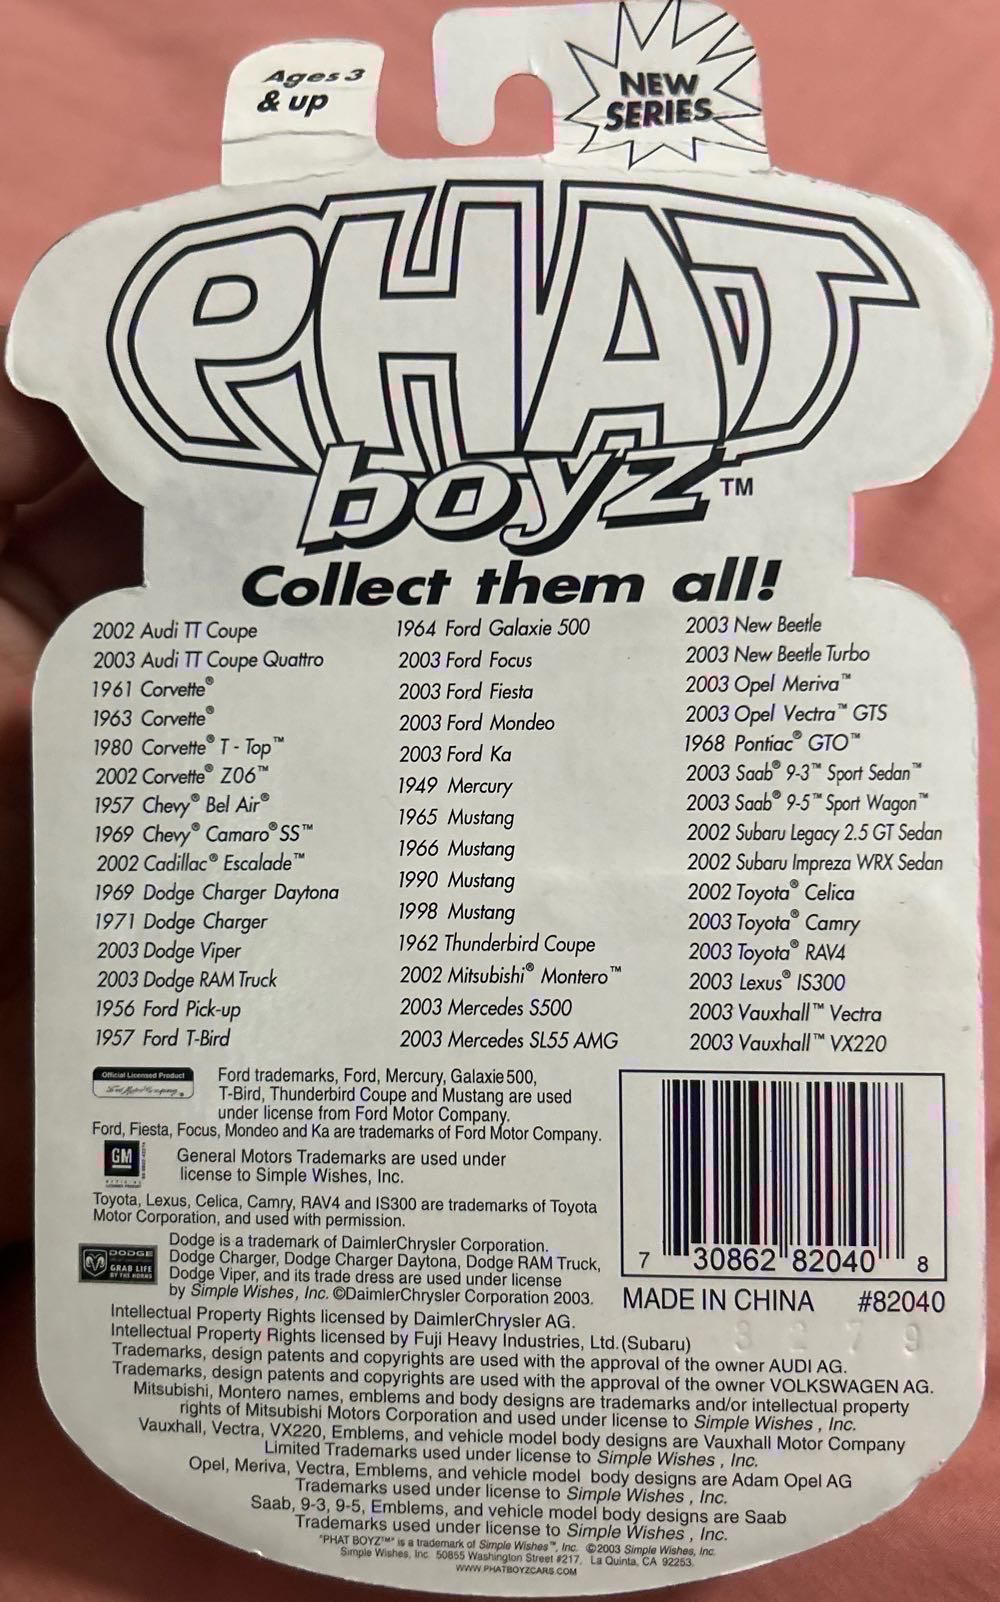 Ages 3
& up
NEW
SERIES
PHAT
boyz™
Collect them all!
2002 Audi TT Coupe
2003 Audi TT Coupe Quattro
1961 Corvette®
1963 Corvette®
1980 Corvette® T - Top™
2002 Corvette® Z06™
1957 Chevy® Bel Air®
1969 Chevy® Camaro® SS™
2002 Cadillac® Escalade™
1969 Dodge Charger Daytona
1971 Dodge Charger
2003 Dodge Viper
2003 Dodge RAM Truck
1956 Ford Pick-up
1957 Ford T-Bird
1964 Ford Galaxie 500
2003 Ford Focus
2003 Ford Fiesta
2003 Ford Mondeo
2003 Ford Ka
1949 Mercury
1965 Mustang
1966 Mustang
1990 Mustang
1998 Mustang
1962 Thunderbird Coupe
2002 Mitsubishi® Montero™
2003 Mercedes S500
2003 Mercedes SL55 AMG
2003 New Beetle
2003 New Beetle Turbo
2003 Opel Meriva™
2003 Opel Vectra™ GTS
1968 Pontiac® GTO™
2003 Saab® 9-3™ Sport Sedan™
2003 Saab® 9-5™ Sport Wagon™
2002 Subaru Legacy 2.5 GT Sedan
2002 Subaru Impreza WRX Sedan
2002 Toyota® Celica
2003 Toyota® Camry
2003 Toyota® RAV4
2003 Lexus® IS300
2003 Vauxhall™ Vectra
2003 Vauxhall™ VX220
Official Licensed Product
Ford Motor Company
Ford trademarks, Ford, Mercury, Galaxie 500,
T-Bird, Thunderbird Coupe and Mustang are used
under license from Ford Motor Company.
Ford, Fiesta, Focus, Mondeo and Ka are trademarks of Ford Motor Company.
GM
General Motors Trademarks are used under
license to Simple Wishes, Inc.
Toyota, Lexus, Celica, Camry, RAV4 and IS300 are trademarks of Toyota
Motor Corporation, and used with permission.
DODGE
GRAB LIFE
BY THE HORNS
Dodge is a trademark of DaimlerChrysler Corporation.
Dodge Charger, Dodge Charger Daytona, Dodge RAM Truck,
Dodge Viper, and its trade dress are used under license
by Simple Wishes, Inc. ©DaimlerChrysler Corporation 2003.
7 30862 82040 8
MADE IN CHINA #82040
3 2 7 9
Intellectual Property Rights licensed by DaimlerChrysler AG.
Intellectual Property Rights licensed by Fuji Heavy Industries, Ltd. (Subaru)
Trademarks, design patents and copyrights are used with the approval of the owner AUDI AG.
Trademarks, design patents and copyrights are used with the approval of the owner VOLKSWAGEN AG.
Mitsubishi, Montero names, emblems and body designs are trademarks and/or intellectual property
rights of Mitsubishi Motors Corporation and used under license to Simple Wishes , Inc.
Vauxhall, Vectra, VX220, Emblems, and vehicle model body designs are Vauxhall Motor Company
Limited Trademarks used under license to Simple Wishes , Inc.
Opel, Meriva, Vectra, Emblems, and vehicle model body designs are Adam Opel AG
Trademarks used under license to Simple Wishes , Inc.
Saab, 9-3, 9-5, Emblems, and vehicle model body designs are Saab
Trademarks used under license to Simple Wishes , Inc.
"PHAT BOYZ™" is a trademark of Simple Wishes™, Inc. ©2003 Simple Wishes, Inc.
Simple Wishes, Inc 50855 Washington Street #217, La Quinta, CA 92253.
WWW.PHATBOYZCARS.COM